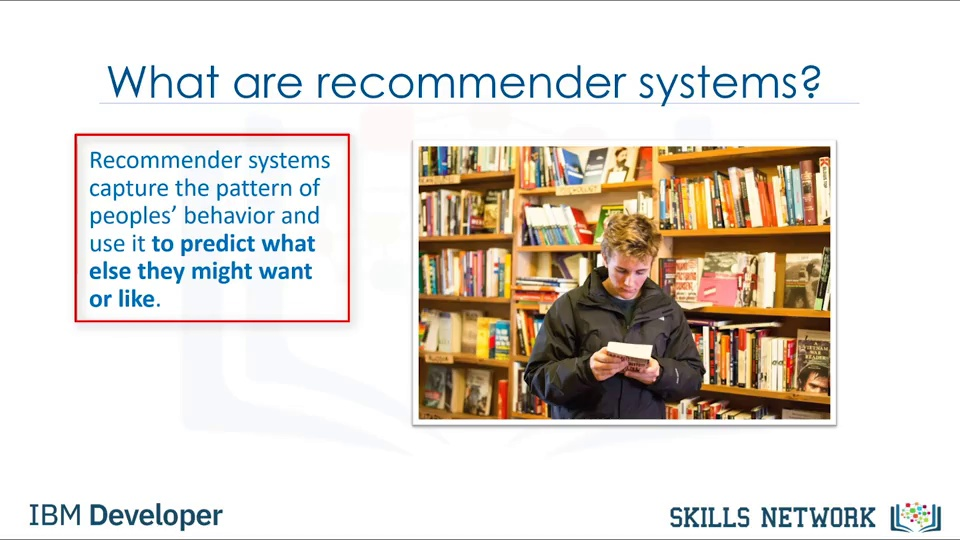 What are recommender systems?
Recommender systems
capture the pattern of
peoples’ behavior and
use it to predict what
else they might want
or like.
IBM Developer
SKILLS NETWORK